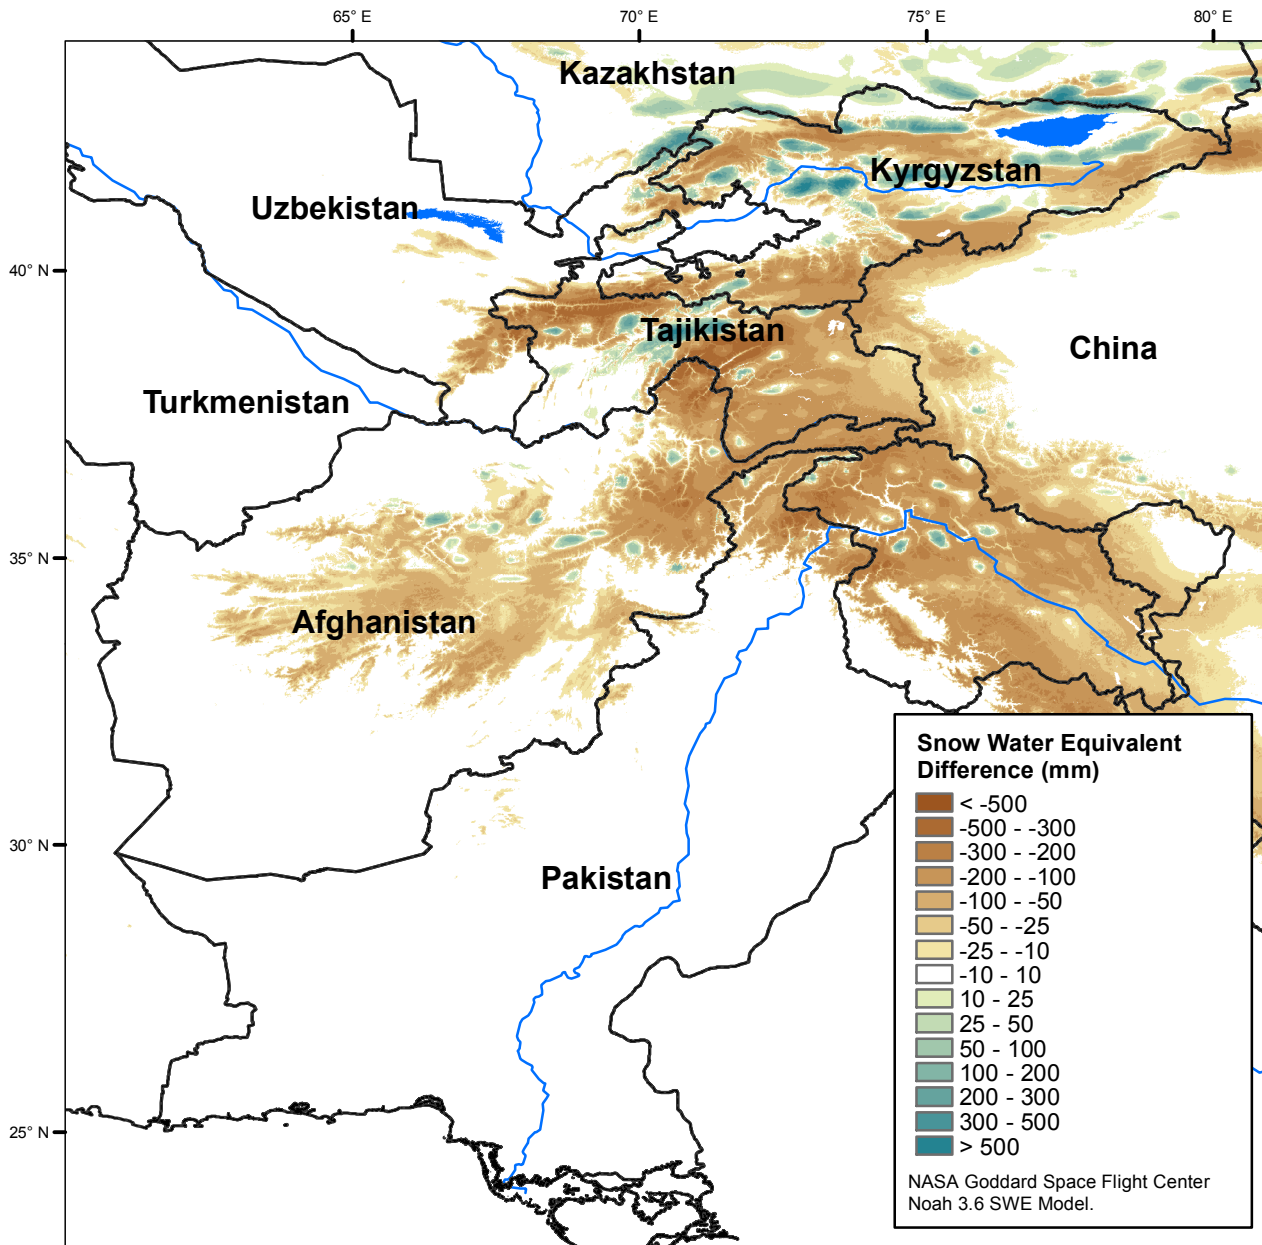 65° E 70° E 75° E 80° E
Kazakhstan
Kyrgyzstan
Uzbekistan
40° N
Tajikistan
China
Turkmenistan
35° N
Afghanistan
30° N
Pakistan
25° N
Snow Water Equivalent
Difference (mm)
< -500
-500 - -300
-300 - -200
-200 - -100
-100 - -50
-50 - -25
-25 - -10
-10 - 10
10 - 25
25 - 50
50 - 100
100 - 200
200 - 300
300 - 500
> 500
NASA Goddard Space Flight Center
Noah 3.6 SWE Model.